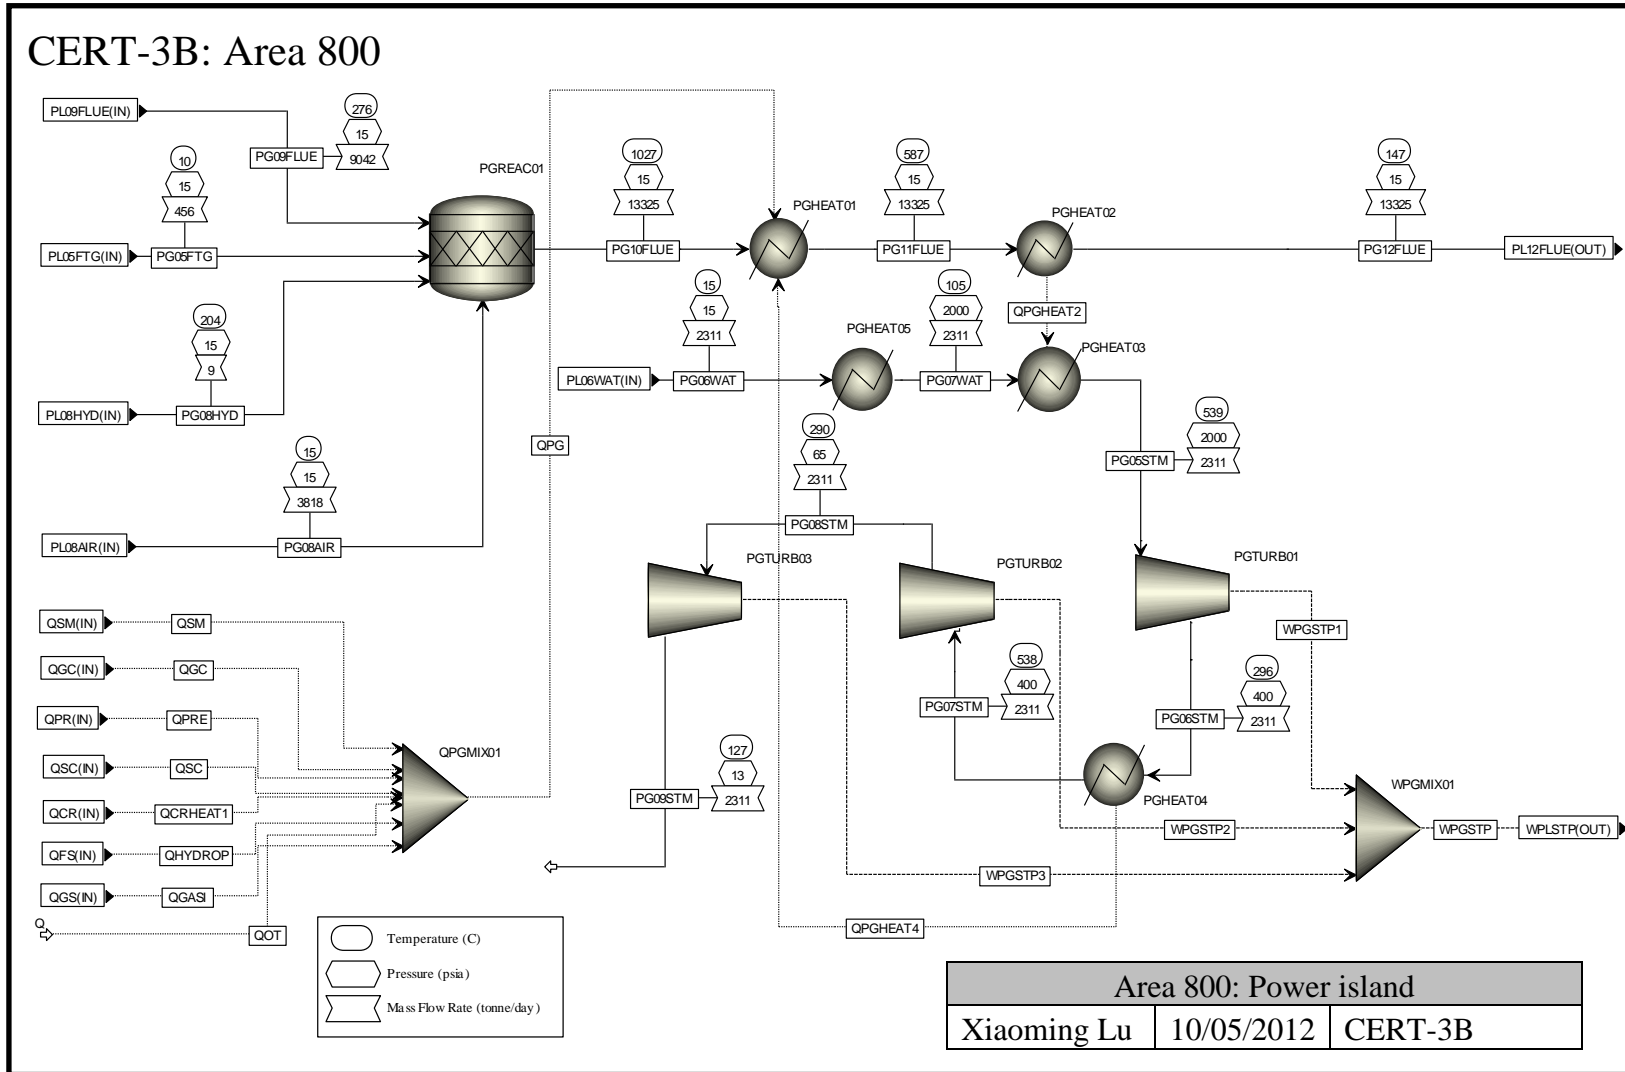 CERT-3B: Area 800
PL09FLUE(IN)
PG09FLUE
276
15
9042
PL05FTG(IN)
PG05FTG
10
15
456
PL08HYD(IN)
PG08HYD
204
15
9
PL08AIR(IN)
PG08AIR
15
15
3818
PGREAC01
PG10FLUE
1027
15
13325
PGHEAT01
PG11FLUE
587
15
13325
PGHEAT02
PG12FLUE
147
15
13325
PL12FLUE(OUT)
QPGHEAT2
PL06WAT(IN)
PG06WAT
15
15
2311
PGHEAT05
PG07WAT
105
2000
2311
PGHEAT03
PG05STM
539
2000
2311
QPG
PG08STM
290
65
2311
PGTURB03
PGTURB02
PGTURB01
WPGSTP1
PG07STM
538
400
2311
PG06STM
296
400
2311
PGHEAT04
PG09STM
127
13
2311
WPGMIX01
WPGSTP2
WPGSTP3
WPGSTP
WPLSTP(OUT)
QPGHEAT4
QSM(IN)
QSM
QGC(IN)
QGC
QPR(IN)
QPRE
QSC(IN)
QSC
QCR(IN)
QCRHEAT1
QFS(IN)
QHYDROP
QGS(IN)
QGASI
Q
QOT
QPGMIX01
Temperature (C)
Pressure (psia)
Mass Flow Rate (tonne/day)
Area 800: Power island
Xiaoming Lu
10/05/2012
CERT-3B